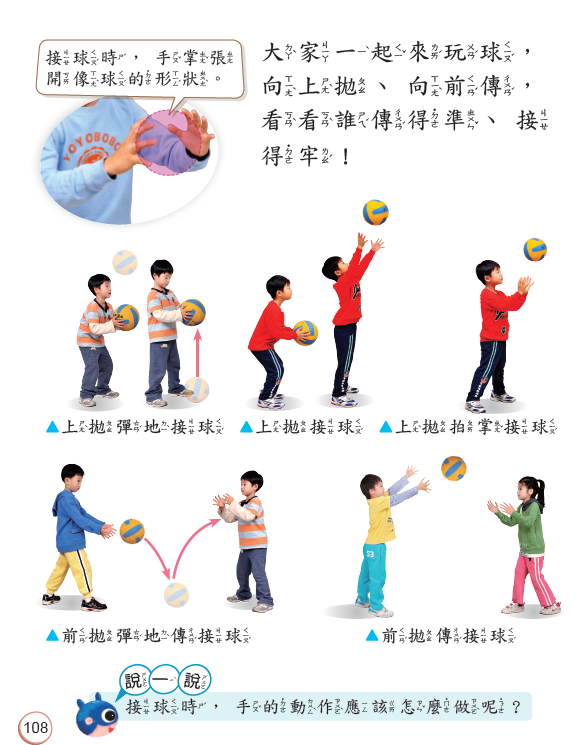 接球時，手掌張
開像球的形狀。
大家一起來玩球，
向上拋、向前傳，
看看誰傳得準、接
得牢！
YOYOHOBO
▲上拋彈地接球
▲上拋接球
▲上拋拍掌接球
▲前拋彈地傳接球
▲前拋傳接球
說一說
接球時，手的動作應該怎麼做呢？
108